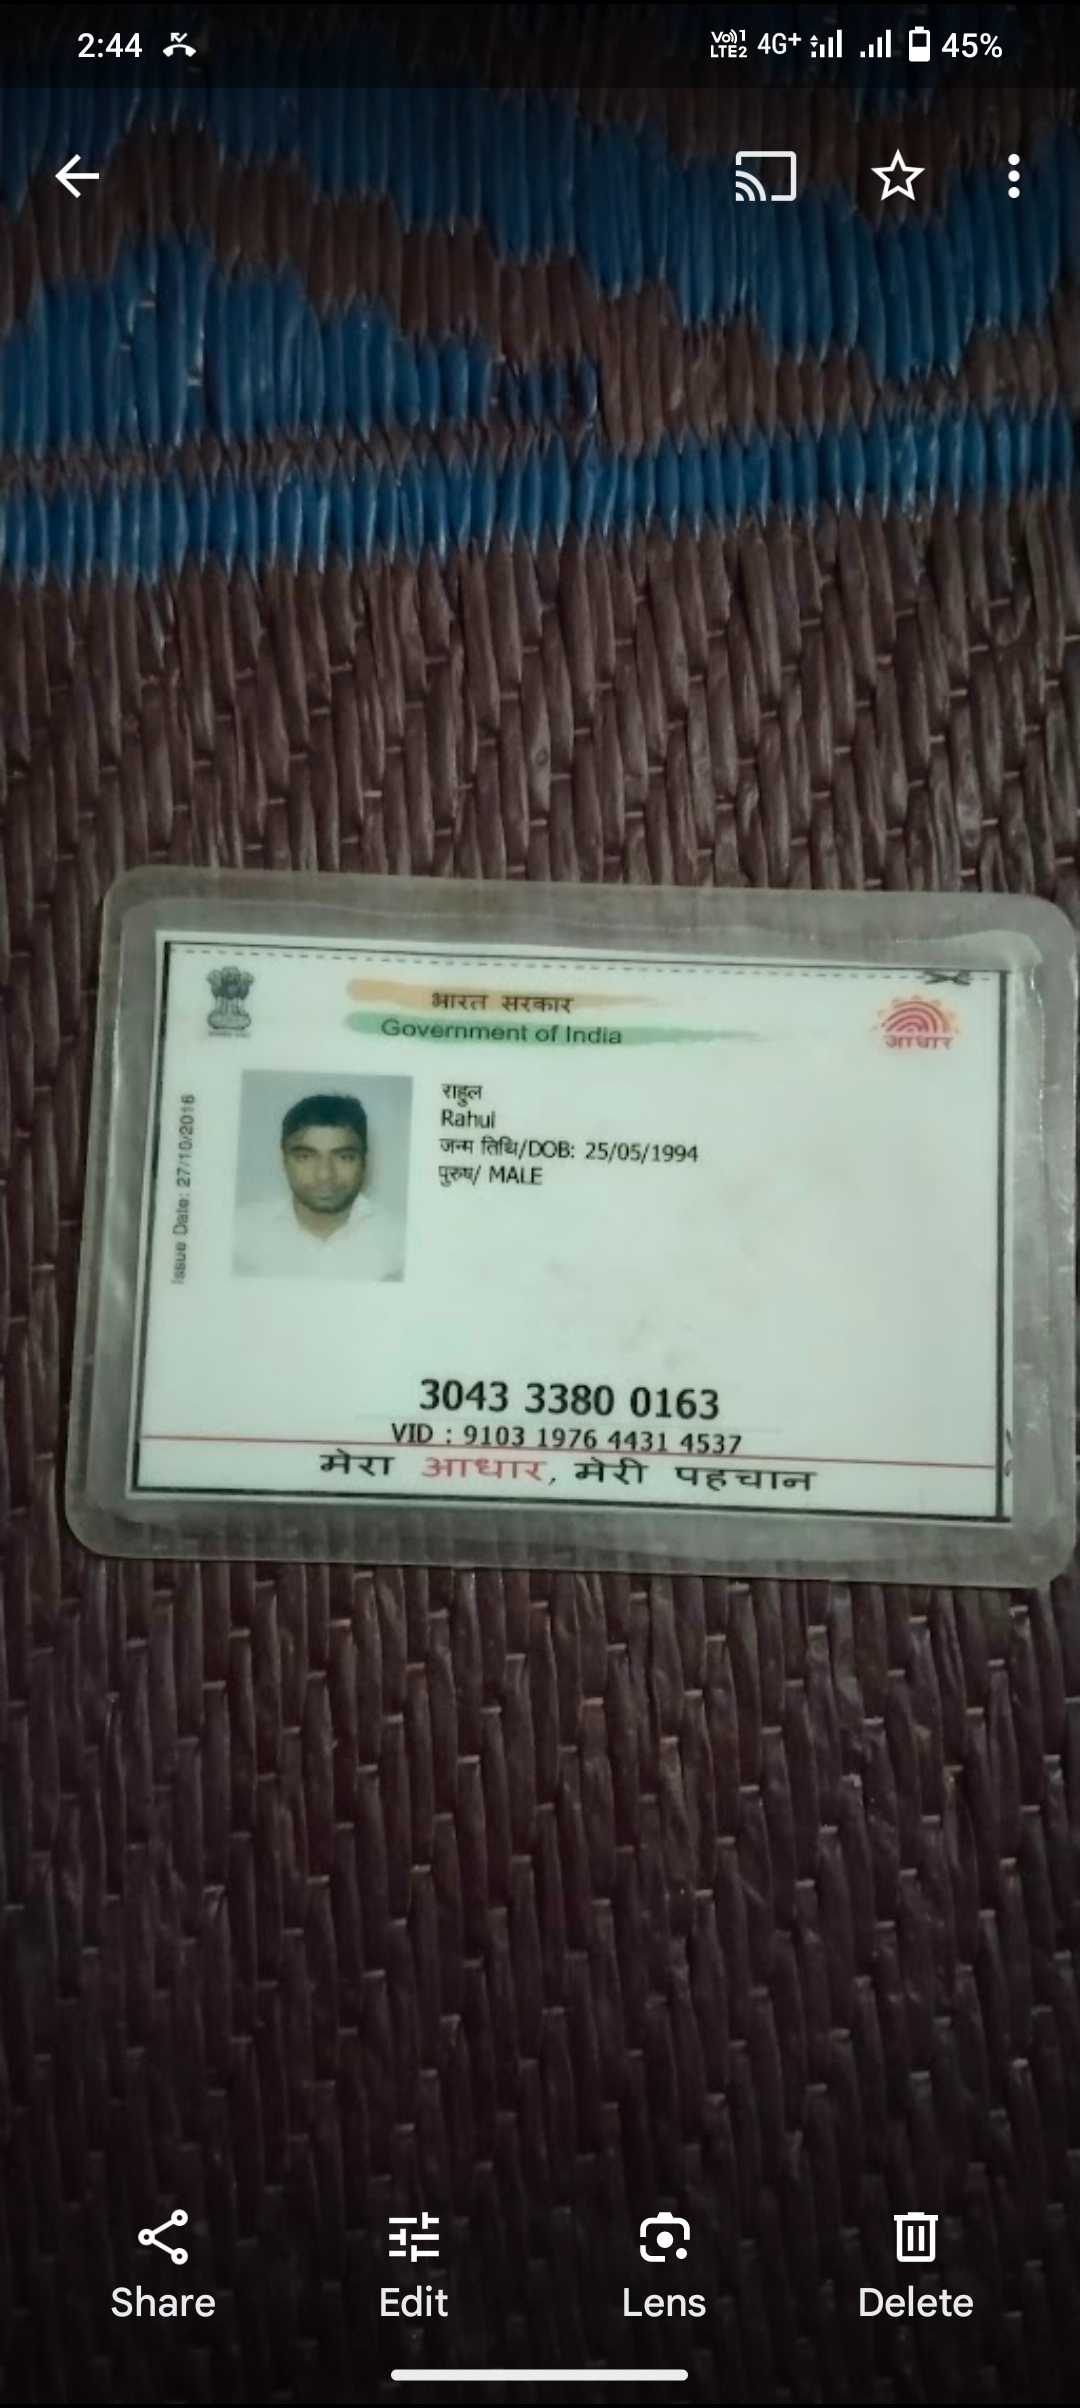 2:44
Vo)) 1
LTE2 4G+ 45%
भारत सरकार
Government of India
आधार
राहुल
Rahul
जन्म तिथि/DOB: 25/05/1994
पुरुष/ MALE
Issue Date: 27/10/2016
3043 3380 0163
VID : 9103 1976 4431 4537
मेरा आधार, मेरी पहचान
Share Edit Lens Delete